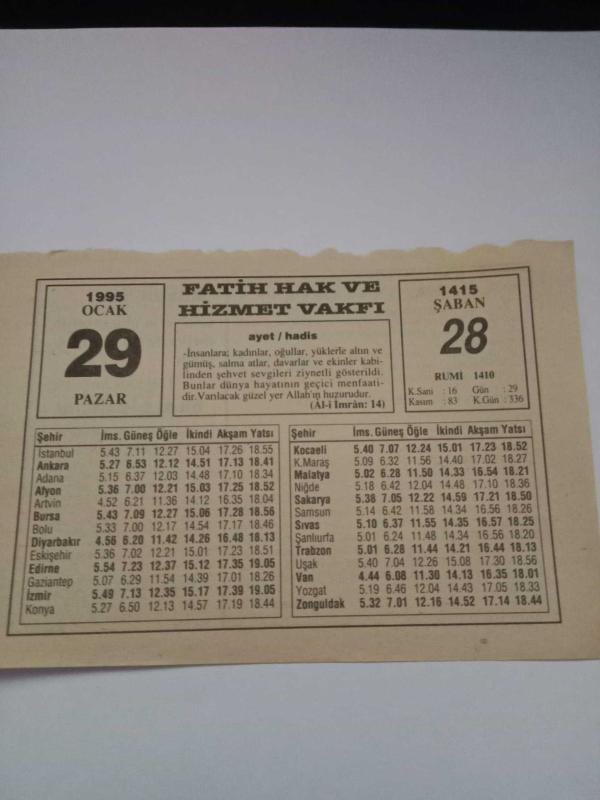 1995
OCAK
29
PAZAR
FATİH HAK VE
HİZMET VAKFI
ayet / hadis
-İnsanlara; kadınlar, oğullar, yüklerle altın ve
gümüş, salma atlar, davarlar ve ekinler kabi-
linden şehvet sevgileri ziynetli gösterildi.
Bunlar dünya hayatının geçici menfaati-
dir.Varılacak güzel yer Allah'ın huzurudur.
(Âl-i İmrân: 14)
1415
ŞABAN
28
RUMİ 1410
K.Sani : 16 Gün : 29
Kasım : 83 K.Gün : 336
Şehir İms. Güneş Öğle İkindi Akşam Yatsı
İstanbul 5.43 7.11 12.27 15.04 17.26 18.55
Ankara 5.27 6.53 12.12 14.51 17.13 18.41
Adana 5.15 6.37 12.03 14.48 17.10 18.34
Afyon 5.36 7.00 12.21 15.03 17.25 18.52
Artvin 4.52 6.21 11.36 14.12 16.35 18.04
Bursa 5.43 7.09 12.27 15.06 17.28 18.56
Bolu 5.33 7.00 12.17 14.54 17.17 18.46
Diyarbakır 4.56 6.20 11.42 14.26 16.48 18.13
Eskişehir 5.36 7.02 12.21 15.01 17.23 18.51
Edirne 5.54 7.23 12.37 15.12 17.35 19.05
Gaziantep 5.07 6.29 11.54 14.39 17.01 18.26
İzmir 5.49 7.13 12.35 15.17 17.39 19.05
Konya 5.27 6.50 12.13 14.57 17.19 18.44
Şehir İms. Güneş Öğle İkindi Akşam Yatsı
Kocaeli 5.40 7.07 12.24 15.01 17.23 18.52
K.Maraş 5.09 6.32 11.56 14.40 17.02 18.27
Malatya 5.02 6.28 11.50 14.33 16.54 18.21
Niğde 5.18 6.42 12.04 14.48 17.10 18.36
Sakarya 5.38 7.05 12.22 14.59 17.21 18.50
Samsun 5.14 6.42 11.58 14.34 16.56 18.26
Sıvas 5.10 6.37 11.55 14.35 16.57 18.25
Şanlıurfa 5.01 6.24 11.48 14.34 16.56 18.20
Trabzon 5.01 6.28 11.44 14.21 16.44 18.13
Uşak 5.40 7.04 12.26 15.08 17.30 18.56
Van 4.44 6.08 11.30 14.13 16.35 18.01
Yozgat 5.19 6.46 12.04 14.43 17.05 18.33
Zonguldak 5.32 7.01 12.16 14.52 17.14 18.44